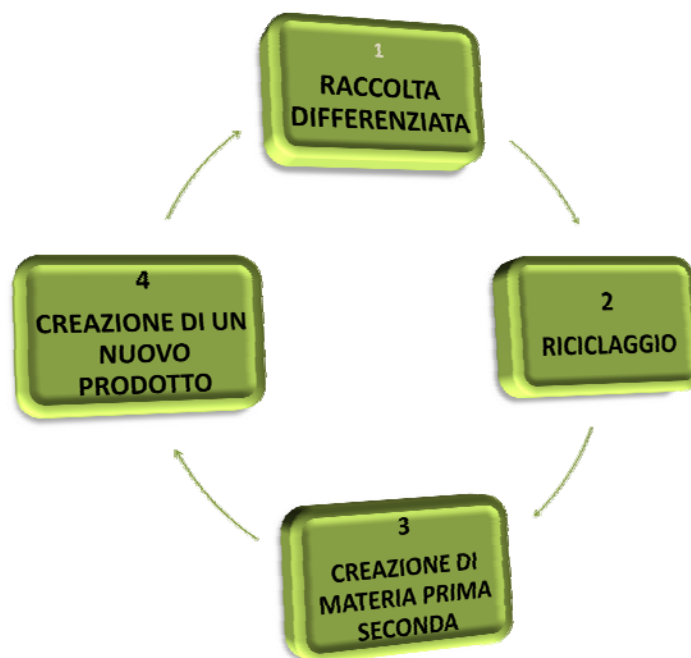 1
RACCOLTA
DIFFERENZIATA
2
RICICLAGGIO
3
CREAZIONE DI
MATERIA PRIMA
SECONDA
4
CREAZIONE DI UN
NUOVO
PRODOTTO